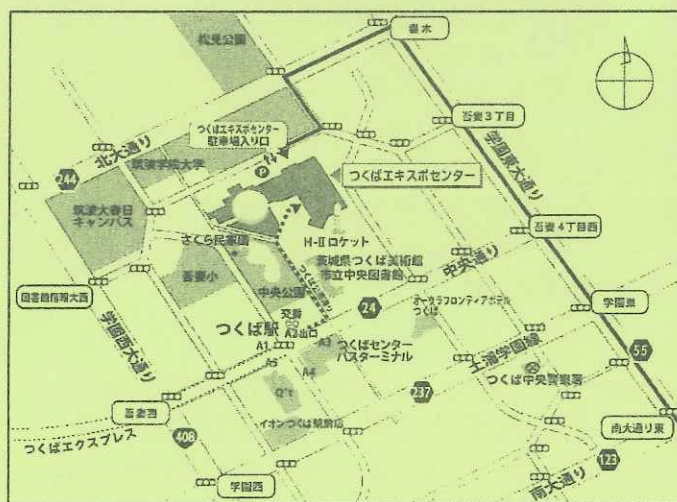 松見公園
妻木
つくばエキスポセンター
駐車場入り口
吾妻3丁目
北大通り
学園東大通り
筑波学院大学
244
P
つくばエキスポセンター
筑波大春日
キャンパス
さくら民家園
H-IIロケット
吾妻4丁目西
茨城県つくば美術館
市立中央図書館
中央通り
吾妻小
中央公園
図書館情報大西
24
オークラフロンティアホテル
つくば
学園東
交番
つくば駅
A2出口
A1
A3
つくばセンター
バスターミナル
学園西大通り
土浦学園線
55
A5
A4
つくば中央警察署
Q't
237
吾妻西
イオンつくば駅前店
南大通り東
つくばエクスプレス
408
123
学園西
南大通り